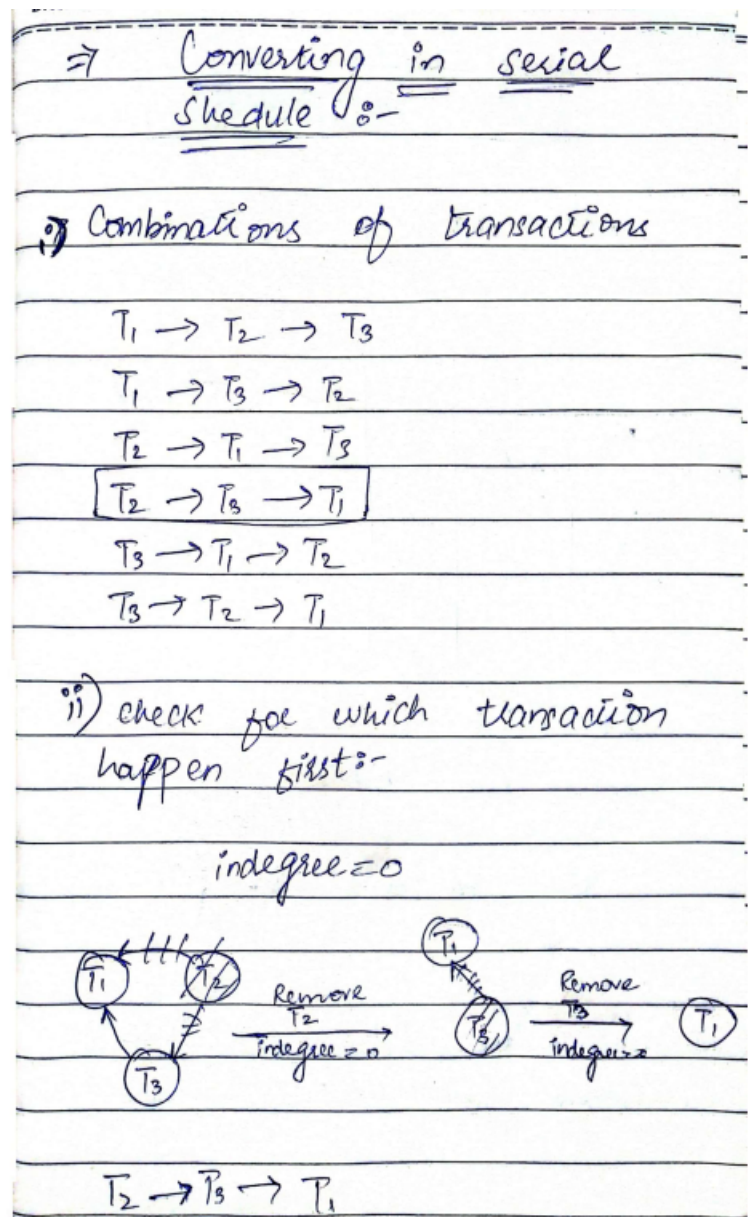 ⇒ Converting in serial
Shedule :-
i) Combinations of transactions
T₁ → T₂ → T₃
T₁ → T₃ → T₂
T₂ → T₁ → T₃
T₂ → T₃ → T₁
T₃ → T₁ → T₂
T₃ → T₂ → T₁
ii) check for which transaction
happen first:-
indegree=0
T₁ T₂ T₃
Remove
T₂
indegree = 0
T₁
T₃
Remove
T₃
T₁
T₂ → T₃ → T₁